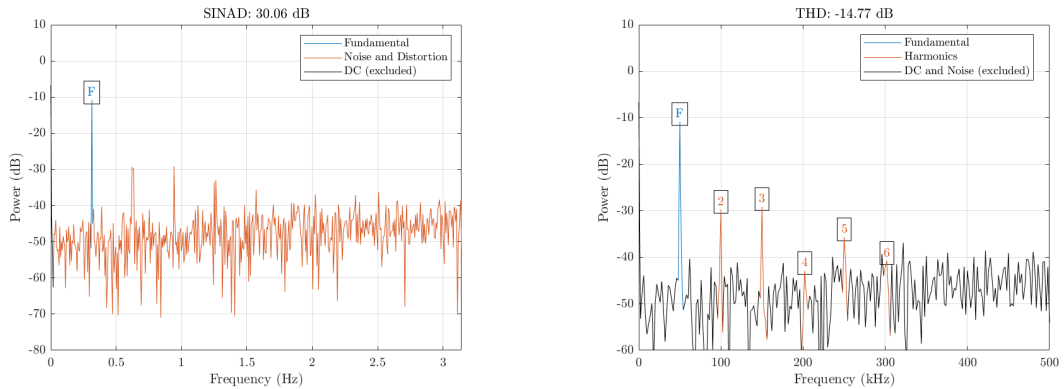 SINAD: 30.06 dB
10
0
-10
-20
-30
-40
-50
-60
-70
-80
Power (dB)
0
0.5
1
1.5
2
2.5
3
Frequency (Hz)
F
Fundamental
Noise and Distortion
DC (excluded)
THD: -14.77 dB
10
0
-10
-20
-30
-40
-50
-60
Power (dB)
0
100
200
300
400
500
Frequency (kHz)
F
2
3
4
5
6
Fundamental
Harmonics
DC and Noise (excluded)